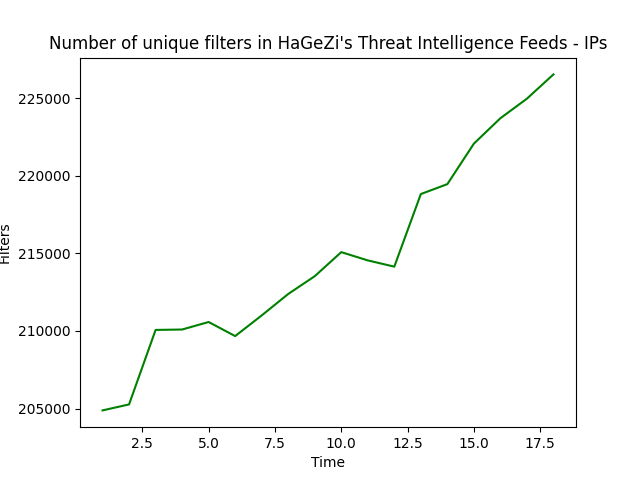 Number of unique filters in HaGeZi's Threat Intelligence Feeds - IPs
225000
220000
215000
210000
205000
Filters
2.5 5.0 7.5 10.0 12.5 15.0 17.5
Time